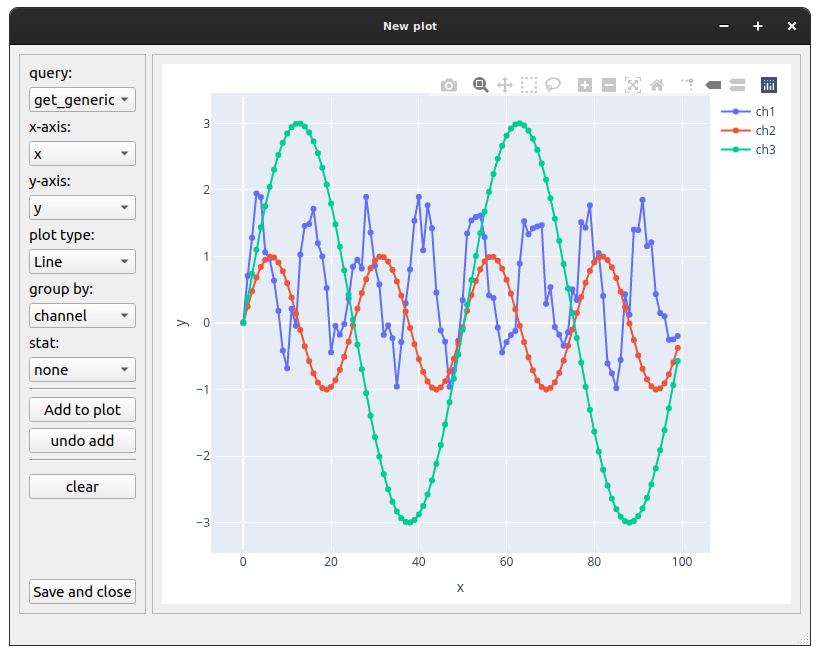 New plot
query:
get_generic
x-axis:
x
y-axis:
y
plot type:
Line
group by:
channel
stat:
none
Add to plot
undo add
clear
Save and close
ch1
ch2
ch3
3
2
1
0
−1
−2
−3
y
0
20
40
60
80
100
x